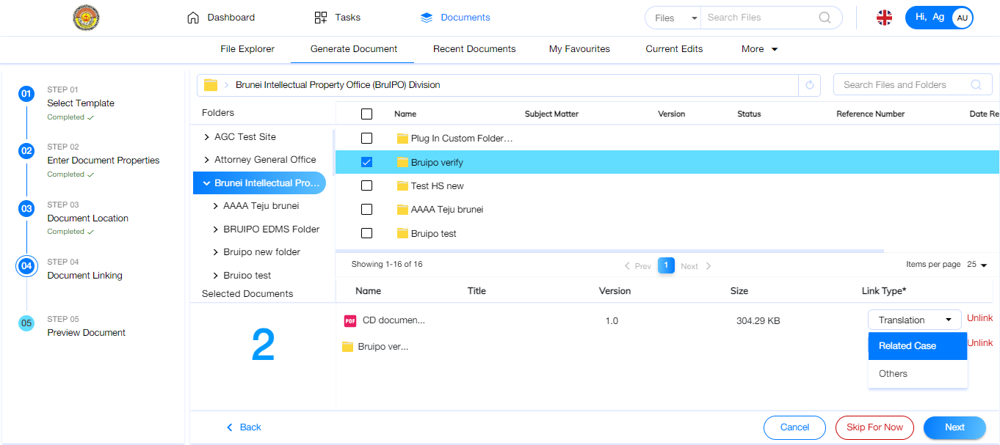 Dashboard
Tasks
Documents
Files
Search Files
Hi, Ag
AU
File Explorer
Generate Document
Recent Documents
My Favourites
Current Edits
More
01
STEP 01
Select Template
Completed
02
STEP 02
Enter Document Properties
Completed
03
STEP 03
Document Location
Completed
04
STEP 04
Document Linking
05
STEP 05
Preview Document
Brunei Intellectual Property Office (BruIPO) Division
Search Files and Folders
Folders
AGC Test Site
Attorney General Office
Brunei Intellectual Pro...
AAAA Teju brunei
BRUIPO EDMS Folder
Bruipo new folder
Bruipo test
Name Subject Matter Version Status Reference Number Date Re
Plug In Custom Folder...
Bruipo verify
Test HS new
AAAA Teju brunei
Bruipo test
Showing 1-16 of 16
Prev 1 Next
Items per page 25
Selected Documents
2
Name Title Version Size Link Type*
PDF CD documen... 1.0 304.29 KB Translation Unlink
Bruipo ver... Unlink
Related Case
Others
Back
Cancel
Skip For Now
Next